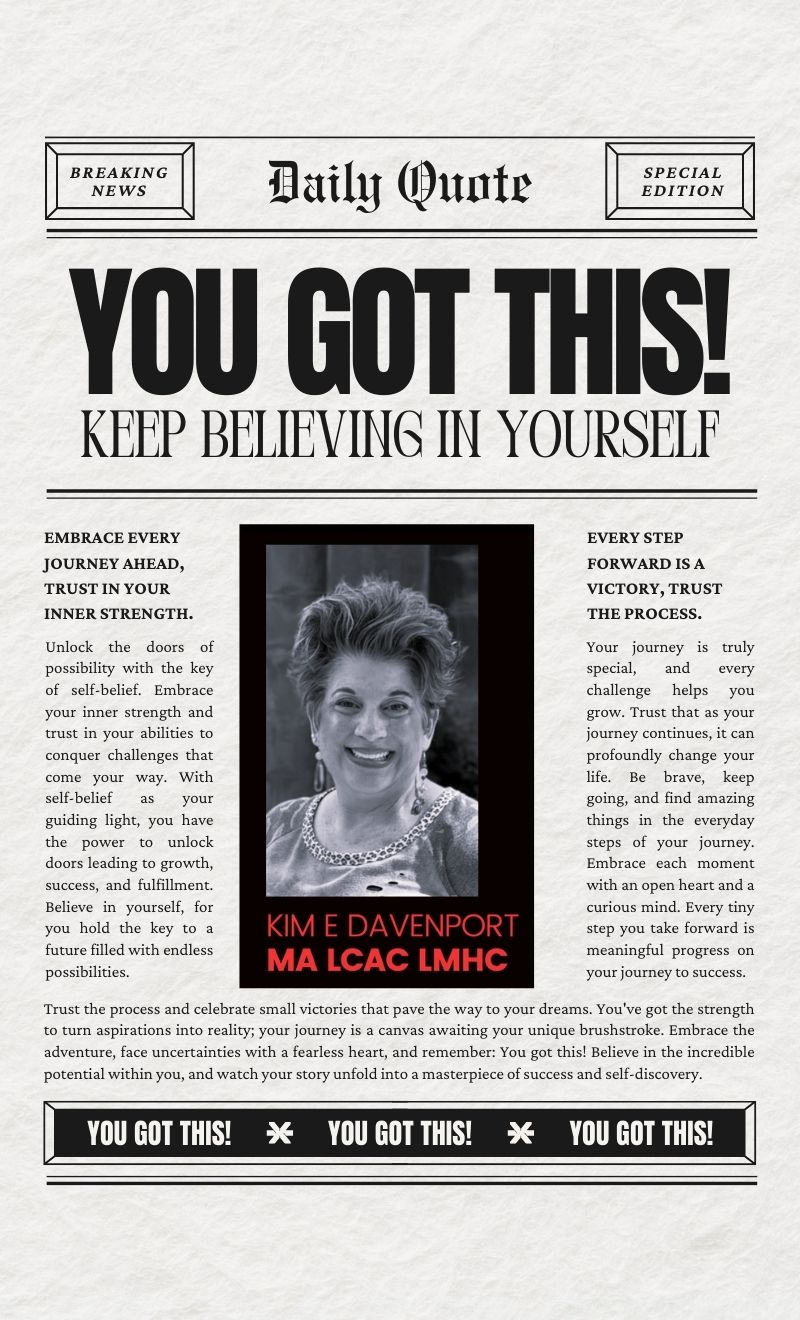 BREAKING
NEWS
Daily Quote
SPECIAL
EDITION
YOU GOT THIS!
KEEP BELIEVING IN YOURSELF
EMBRACE EVERY
JOURNEY AHEAD,
TRUST IN YOUR
INNER STRENGTH.
Unlock the doors of
possibility with the key
of self-belief. Embrace
your inner strength and
trust in your abilities to
conquer challenges that
come your way. With
self-belief as your
guiding light, you have
the power to unlock
doors leading to growth,
success, and fulfillment.
Believe in yourself, for
you hold the key to a
future filled with endless
possibilities.
KIM E DAVENPORT
MA LCAC LMHC
EVERY STEP
FORWARD IS A
VICTORY, TRUST
THE PROCESS.
Your journey is truly
special, and every
challenge helps you
grow. Trust that as your
journey continues, it can
profoundly change your
life. Be brave, keep
going, and find amazing
things in the everyday
steps of your journey.
Embrace each moment
with an open heart and a
curious mind. Every tiny
step you take forward is
meaningful progress on
your journey to success.
Trust the process and celebrate small victories that pave the way to your dreams. You've got the strength
to turn aspirations into reality; your journey is a canvas awaiting your unique brushstroke. Embrace the
adventure, face uncertainties with a fearless heart, and remember: You got this! Believe in the incredible
potential within you, and watch your story unfold into a masterpiece of success and self-discovery.
YOU GOT THIS! YOU GOT THIS! YOU GOT THIS!